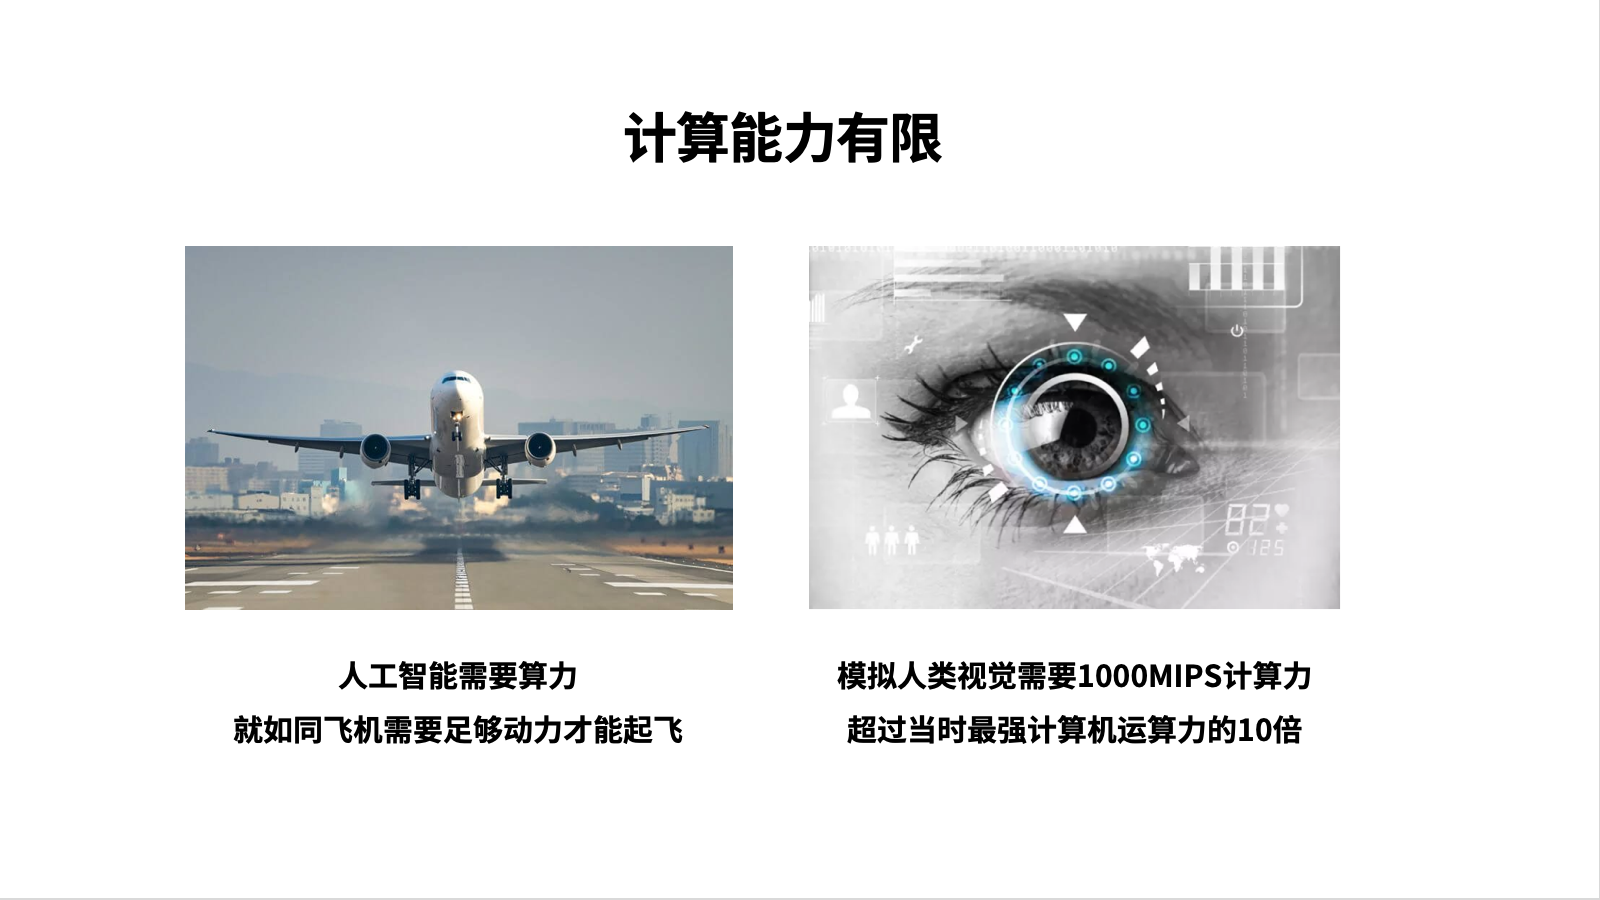 计算能力有限
82
125
人工智能需要算力
就如同飞机需要足够动力才能起飞
模拟人类视觉需要1000MIPS计算力
超过当时最强计算机运算力的10倍